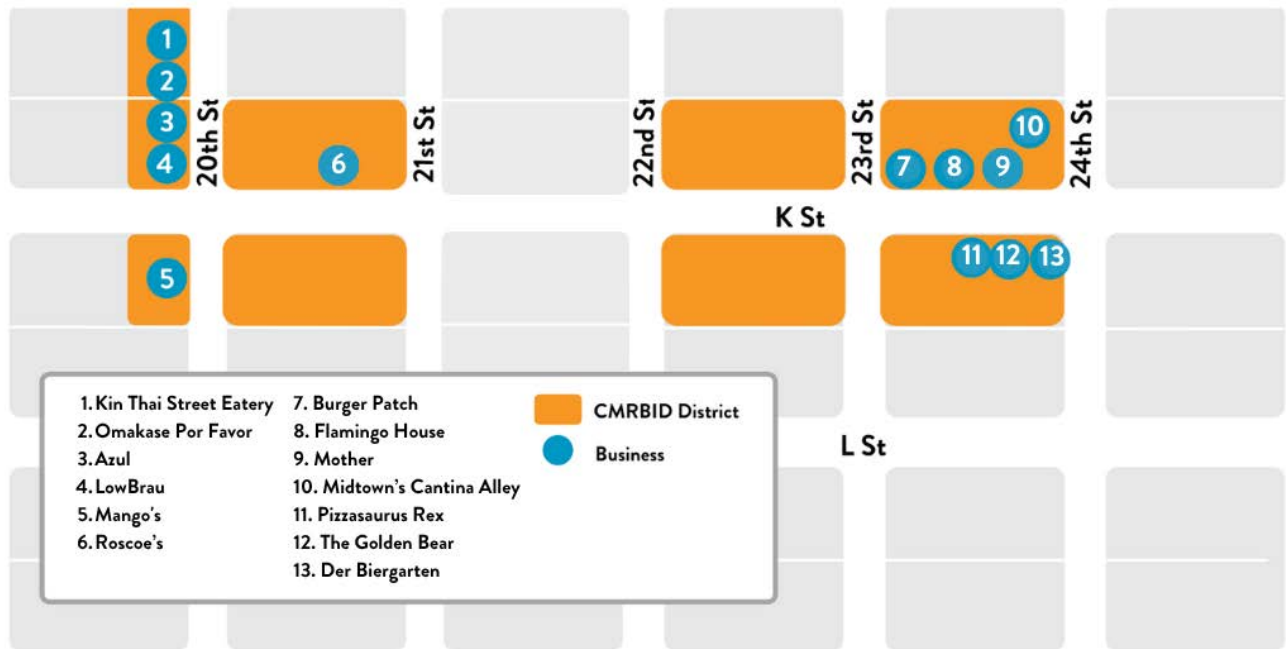 1
2
3
4
20th St
6
21st St
22nd St
23rd St
7
8
9
10
24th St
K St
5
11
12
13
1. Kin Thai Street Eatery
2. Omakase Por Favor
3. Azul
4. LowBrau
5. Mango's
6. Roscoe's
7. Burger Patch
8. Flamingo House
9. Mother
10. Midtown's Cantina Alley
11. Pizzasaurus Rex
12. The Golden Bear
13. Der Biergarten
CMRBID District
Business
L St